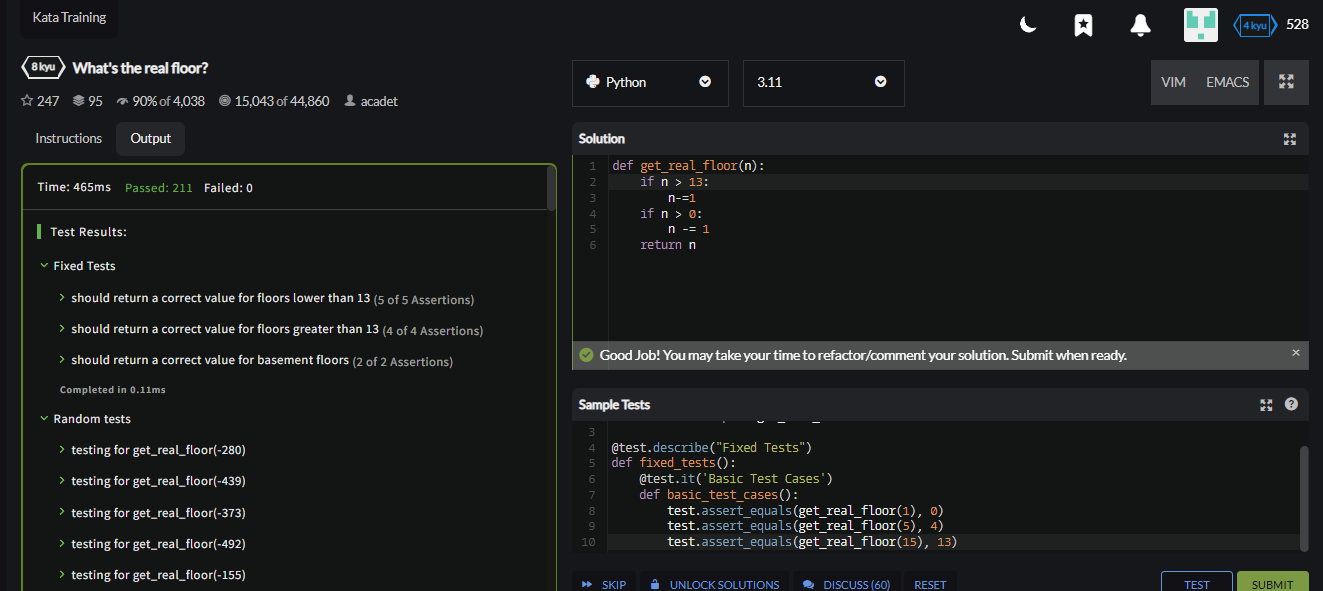 Kata Training
4 kyu 528
8 kyu What's the real floor?
247 95 90% of 4,038 15,043 of 44,860 acadet
Instructions Output
Time: 465ms Passed: 211 Failed: 0
Test Results:
Fixed Tests
should return a correct value for floors lower than 13 (5 of 5 Assertions)
should return a correct value for floors greater than 13 (4 of 4 Assertions)
should return a correct value for basement floors (2 of 2 Assertions)
Completed in 0.11ms
Random tests
testing for get_real_floor(-280)
testing for get_real_floor(-439)
testing for get_real_floor(-373)
testing for get_real_floor(-492)
testing for get_real_floor(-155)
Python 3.11 VIM EMACS
Solution
1 def get_real_floor(n):
2 if n > 13:
3 n-=1
4 if n > 0:
5 n -= 1
6 return n
Good Job! You may take your time to refactor/comment your solution. Submit when ready.
Sample Tests
3
4 @test.describe("Fixed Tests")
5 def fixed_tests():
6 @test.it('Basic Test Cases')
7 def basic_test_cases():
8 test.assert_equals(get_real_floor(1), 0)
9 test.assert_equals(get_real_floor(5), 4)
10 test.assert_equals(get_real_floor(15), 13)
SKIP UNLOCK SOLUTIONS DISCUSS (60) RESET TEST SUBMIT